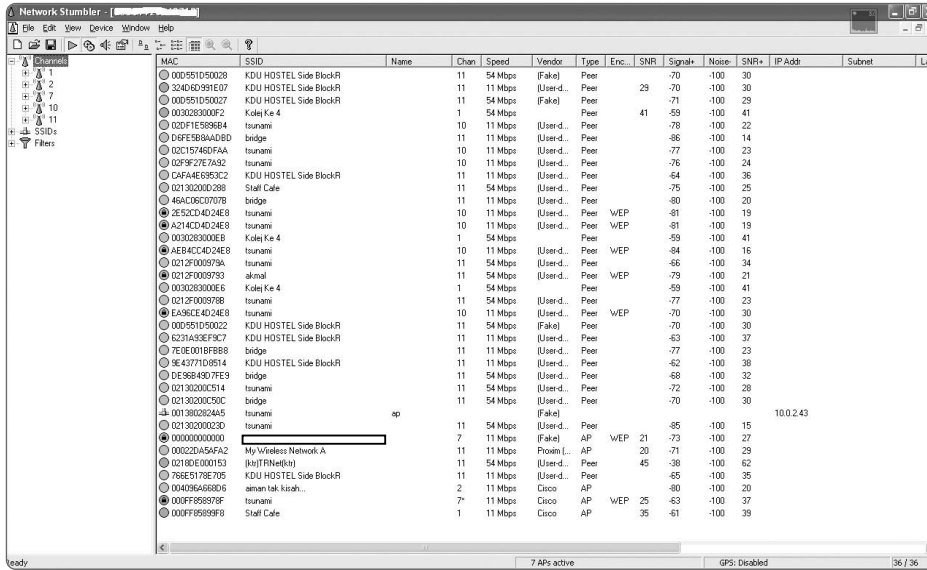 Network Stumbler - [
File Edit View Device Window Help
Channels
1
2
7
10
11
SSIDs
Filters
MAC SSID Name Chan Speed Vendor Type Enc... SNR Signal+ Noise- SNR+ IP Addr Subnet La
00D551D50028 KDU HOSTEL Side BlockR 11 54 Mbps (Fake) Peer -70 -100 30
324D6D991E07 KDU HOSTEL Side BlockR 11 11 Mbps (User-d... Peer 29 -70 -100 30
00D551D50027 KDU HOSTEL Side BlockR 11 54 Mbps (Fake) Peer -71 -100 29
0030283000F2 Kolej Ke 4 1 54 Mbps Peer 41 -59 -100 41
02DF1E5896B4 tsunami 10 11 Mbps (User-d... Peer -78 -100 22
D6FE5B8AADBD bridge 11 11 Mbps (User-d... Peer -86 -100 14
02C15746DFAA tsunami 10 11 Mbps (User-d... Peer -77 -100 23
02F9F27E7A92 tsunami 10 11 Mbps (User-d... Peer -76 -100 24
CAFA4E6953C2 KDU HOSTEL Side BlockR 11 11 Mbps (User-d... Peer -64 -100 36
02130200D288 Staff Cafe 11 54 Mbps (User-d... Peer -75 -100 25
46AC06C0707B bridge 11 11 Mbps (User-d... Peer -80 -100 20
2E52CD4D24E8 tsunami 10 11 Mbps (User-d... Peer WEP -81 -100 19
A214CD4D24E8 tsunami 10 11 Mbps (User-d... Peer WEP -81 -100 19
0030283000EB Kolej Ke 4 1 54 Mbps Peer -59 -100 41
AEB4CC4D24E8 tsunami 10 11 Mbps (User-d... Peer WEP -84 -100 16
0212F000979A tsunami 11 54 Mbps (User-d... Peer -66 -100 34
0212F0009793 akmal 11 54 Mbps (User-d... Peer WEP -79 -100 21
0030283000E6 Kolej Ke 4 1 54 Mbps Peer -59 -100 41
0212F000978B tsunami 11 54 Mbps (User-d... Peer -77 -100 23
EA96CE4D24E8 tsunami 10 11 Mbps (User-d... Peer WEP -70 -100 30
00D551D50022 KDU HOSTEL Side BlockR 11 54 Mbps (Fake) Peer -70 -100 30
6231A93EF9C7 KDU HOSTEL Side BlockR 11 11 Mbps (User-d... Peer -63 -100 37
7E0E001BFBB8 bridge 11 11 Mbps (User-d... Peer -77 -100 23
9E43771D8514 KDU HOSTEL Side BlockR 11 11 Mbps (User-d... Peer -62 -100 38
DE96B49D7FE9 bridge 11 11 Mbps (User-d... Peer -68 -100 32
02130200C514 tsunami 11 54 Mbps (User-d... Peer -72 -100 28
02130200C50C bridge 11 54 Mbps (User-d... Peer -70 -100 30
0013802824A5 tsunami ap (Fake) 10.0.2.43
02130200023D tsunami 11 54 Mbps (User-d... Peer -85 -100 15
000000000000 7 11 Mbps (Fake) AP WEP 21 -73 -100 27
00022DA5AFA2 My Wireless Network A 11 11 Mbps Proxim (... AP 20 -71 -100 29
0218DE000153 (ktr)TRNet(ktr) 11 54 Mbps (User-d... Peer 45 -38 -100 62
766E5178E705 KDU HOSTEL Side BlockR 11 11 Mbps (User-d... Peer -65 -100 35
004096A668D6 aiman tak kisah... 2 11 Mbps Cisco AP -80 -100 20
000FF858978F tsunami 7* 11 Mbps Cisco AP WEP 25 -63 -100 37
000FF85899F8 Staff Cafe 1 11 Mbps Cisco AP 35 -61 -100 39
eady 7 APs active GPS: Disabled 36 / 36